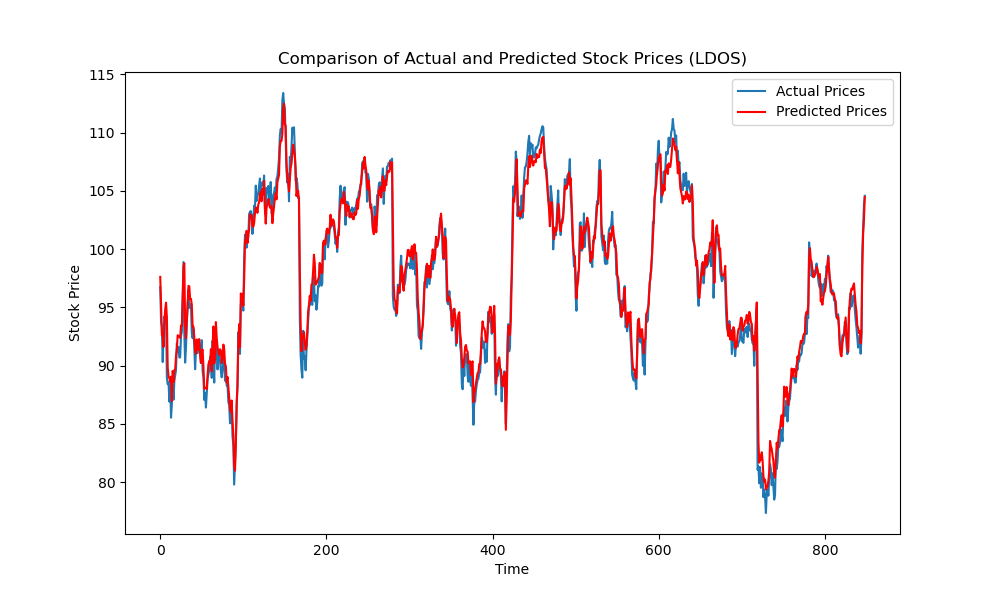 Comparison of Actual and Predicted Stock Prices (LDOS)
Actual Prices
Predicted Prices
Stock Price
115
110
105
100
95
90
85
80
0 200 400 600 800
Time